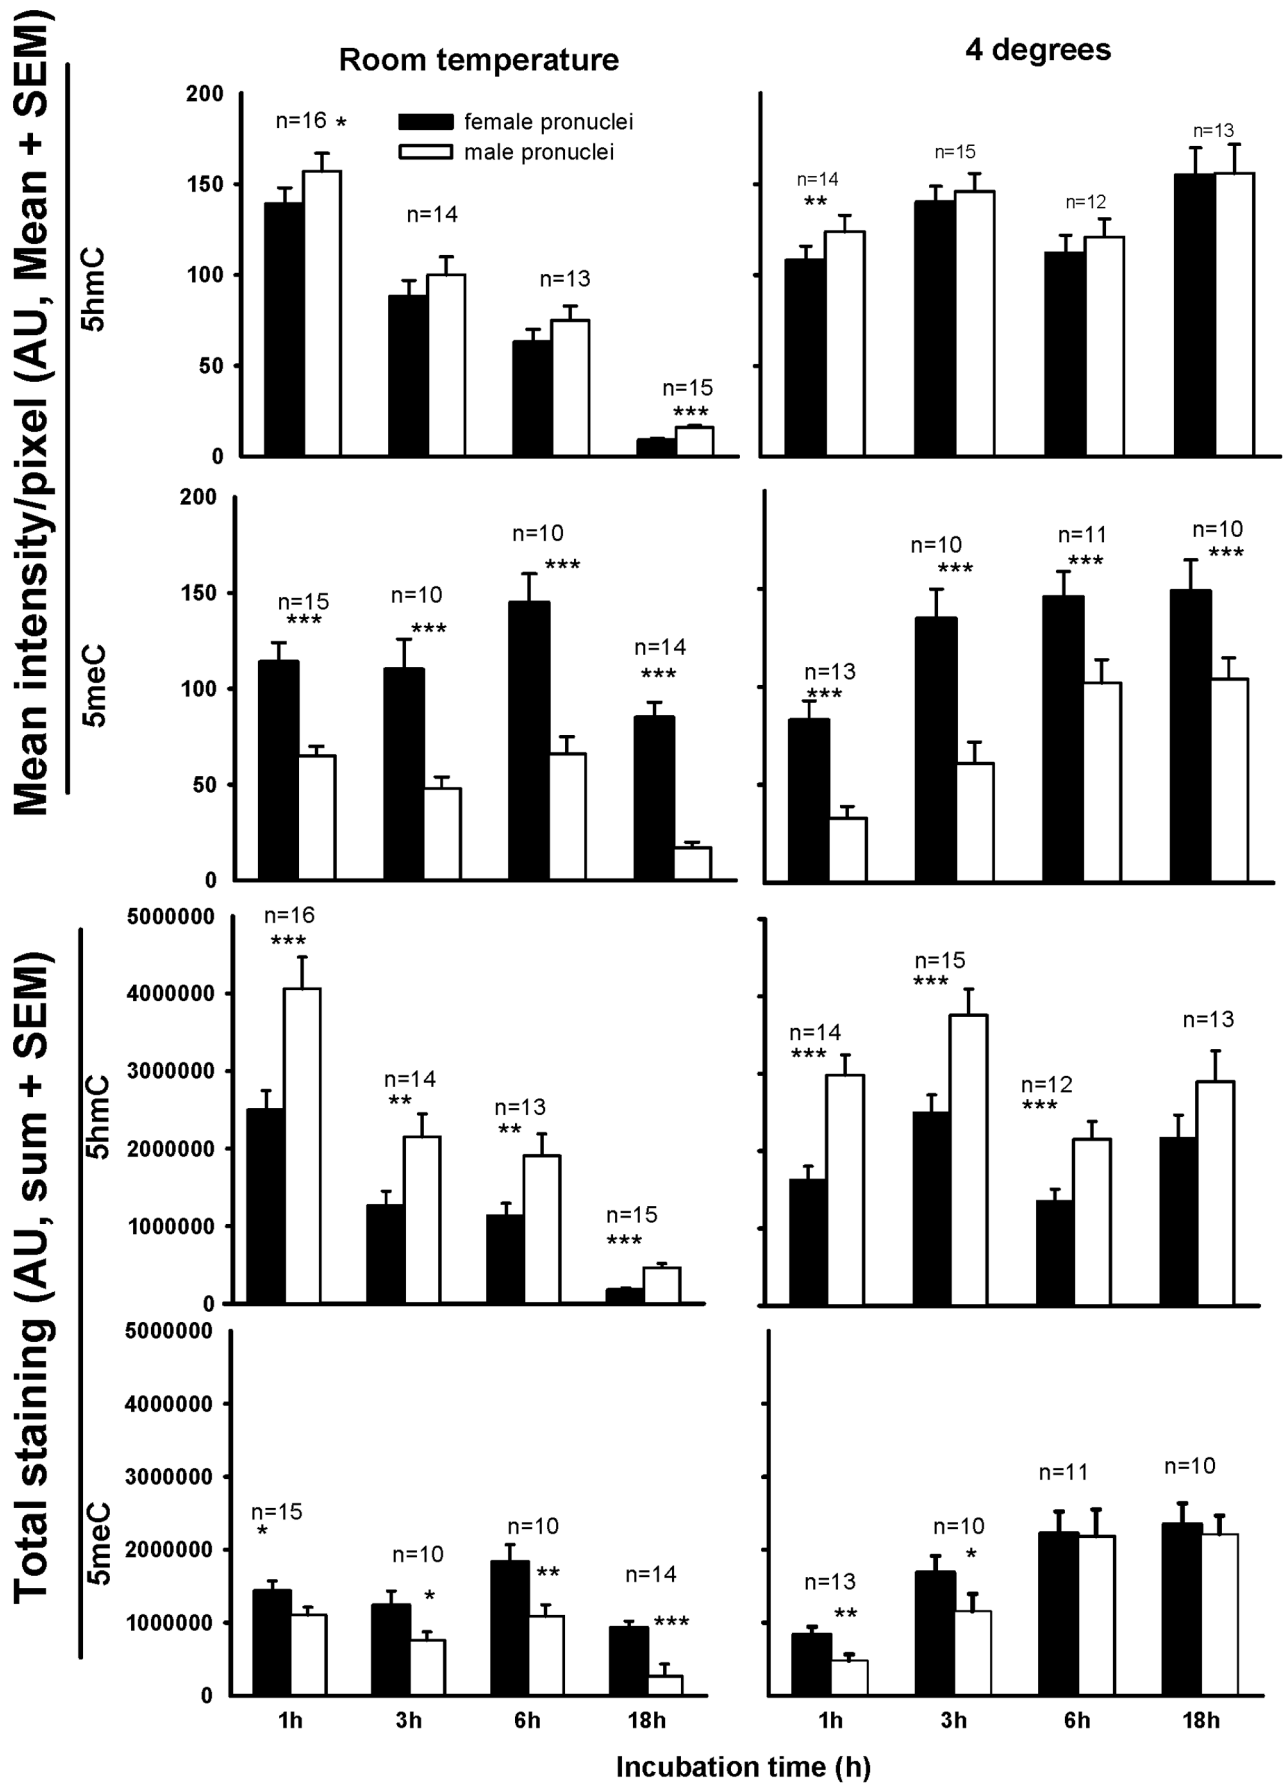 Room temperature
4 degrees
Mean intensity/pixel (AU, Mean + SEM)
5hmC
200
150
100
50
0
female pronuclei
male pronuclei
n=16 *
n=14
n=13
n=15
***
n=14
**
n=15
n=12
n=13
5meC
200
150
100
50
0
n=15
***
n=10
***
n=10
***
n=14
***
n=13
***
n=10
***
n=11
***
n=10
***
Total staining (AU, sum + SEM)
5hmC
5000000
4000000
3000000
2000000
1000000
0
n=16
***
n=14
**
n=13
**
n=15
***
n=14
***
n=15
***
n=12
***
n=13
5meC
5000000
4000000
3000000
2000000
1000000
0
n=15
*
n=10
*
n=10
**
n=14
***
n=13
**
n=10
*
n=11
n=10
1h 3h 6h 18h
1h 3h 6h 18h
Incubation time (h)